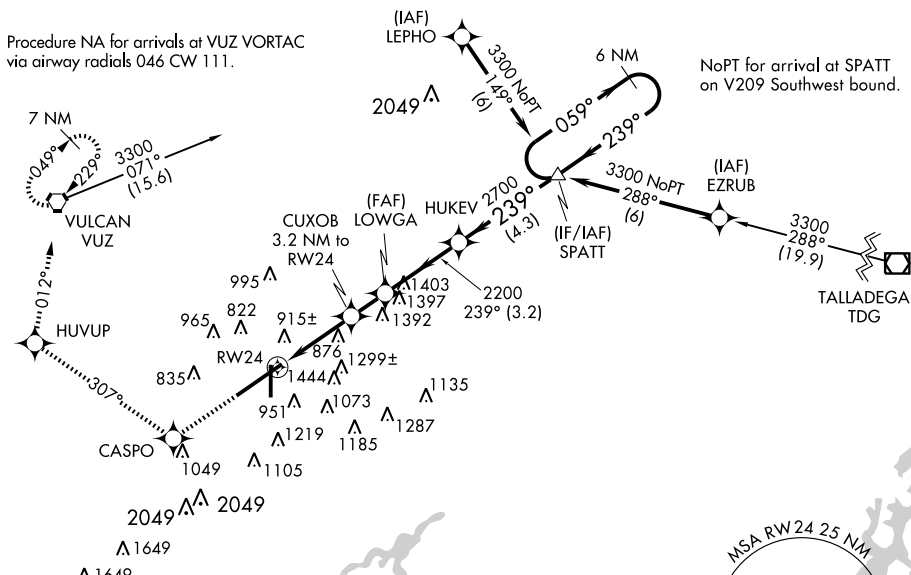 Procedure NA for arrivals at VUZ VORTAC
via airway radials 046 CW 111.
(IAF)
LEPHO
3300 NoPT
149°
(6)
6 NM
059°
239°
NoPT for arrival at SPATT
on V209 Southwest bound.
2049
7 NM
049°
229°
3300
071°
(15.6)
VULCAN
VUZ
(IAF)
EZRUB
3300 NoPT
288°
(6)
3300
288°
(19.9)
TALLADEGA
TDG
(IF/IAF)
SPATT
2700
239°
(4.3)
HUKEV
(FAF)
LOWGA
CUXOB
3.2 NM to
RW24
2200
239° (3.2)
012°
HUVUP
307°
CASPO
995
822
965
915±
835
RW24
1403
1397
1392
876
1299±
1444
951
1073
1135
1287
1185
1219
1105
1049
2049
2049
1649
1649
MSA RW24 25 NM